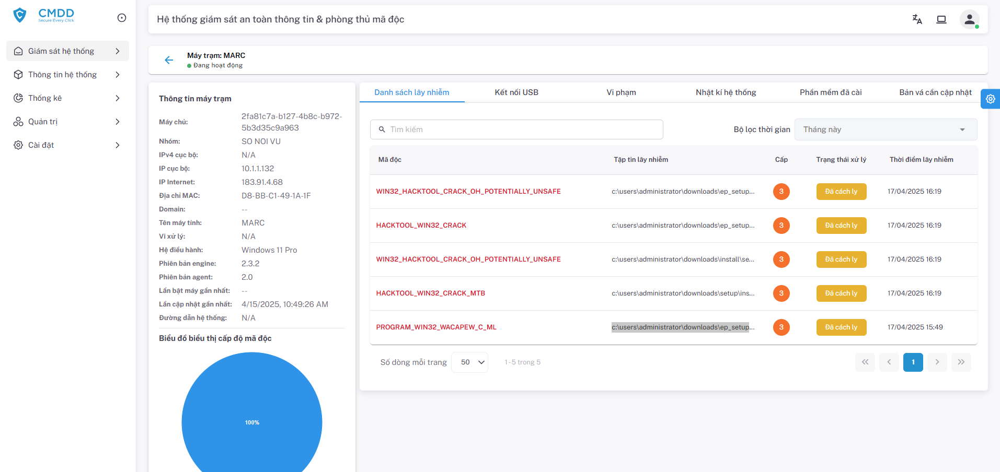 CMDD
Secure Every Click
Giám sát hệ thống
Thông tin hệ thống
Thống kê
Quản trị
Cài đặt
Hệ thống giám sát an toàn thông tin & phòng thủ mã độc
Máy trạm: MARC
Đang hoạt động
Thông tin máy trạm
Máy chủ: 2fa81c7a-b127-4b8c-b972-
5b3d35c9a963
Nhóm: SO NOI VU
IPv4 cục bộ: N/A
IP cục bộ: 10.1.1.132
IP Internet: 183.91.4.68
Địa chỉ MAC: D8-BB-C1-49-1A-1F
Domain: --
Tên máy tính: MARC
Vi xử lý: N/A
Hệ điều hành: Windows 11 Pro
Phiên bản engine: 2.3.2
Phiên bản agent: 2.0
Lần bật máy gần nhất: --
Lần cập nhật gần nhất: 4/15/2025, 10:49:26 AM
Đường dẫn hệ thống: N/A
Biểu đồ biểu thị cấp độ mã độc
100%
Danh sách lây nhiễm Kết nối USB Vi phạm Nhật kí hệ thống Phần mềm đã cài Bản vá cần cập nhật
Tìm kiếm
Bộ lọc thời gian Tháng này
Mã độc Tập tin lây nhiễm Cấp Trạng thái xử lý Thời điểm lây nhiễm
WIN32_HACKTOOL_CRACK_OH_POTENTIALLY_UNSAFE c:\users\administrator\downloads\ep_setup... 3 Đã cách ly 17/04/2025 16:19
HACKTOOL_WIN32_CRACK c:\users\administrator\downloads\ep_setup... 3 Đã cách ly 17/04/2025 16:19
WIN32_HACKTOOL_CRACK_OH_POTENTIALLY_UNSAFE c:\users\administrator\downloads\install\se... 3 Đã cách ly 17/04/2025 16:19
HACKTOOL_WIN32_CRACK_MTB c:\users\administrator\downloads\setup\ins... 3 Đã cách ly 17/04/2025 16:19
PROGRAM_WIN32_WACAPEW_C_ML c:\users\administrator\downloads\ep_setup... 3 Đã cách ly 17/04/2025 15:49
Số dòng mỗi trang 50 1-5 trong 5
1